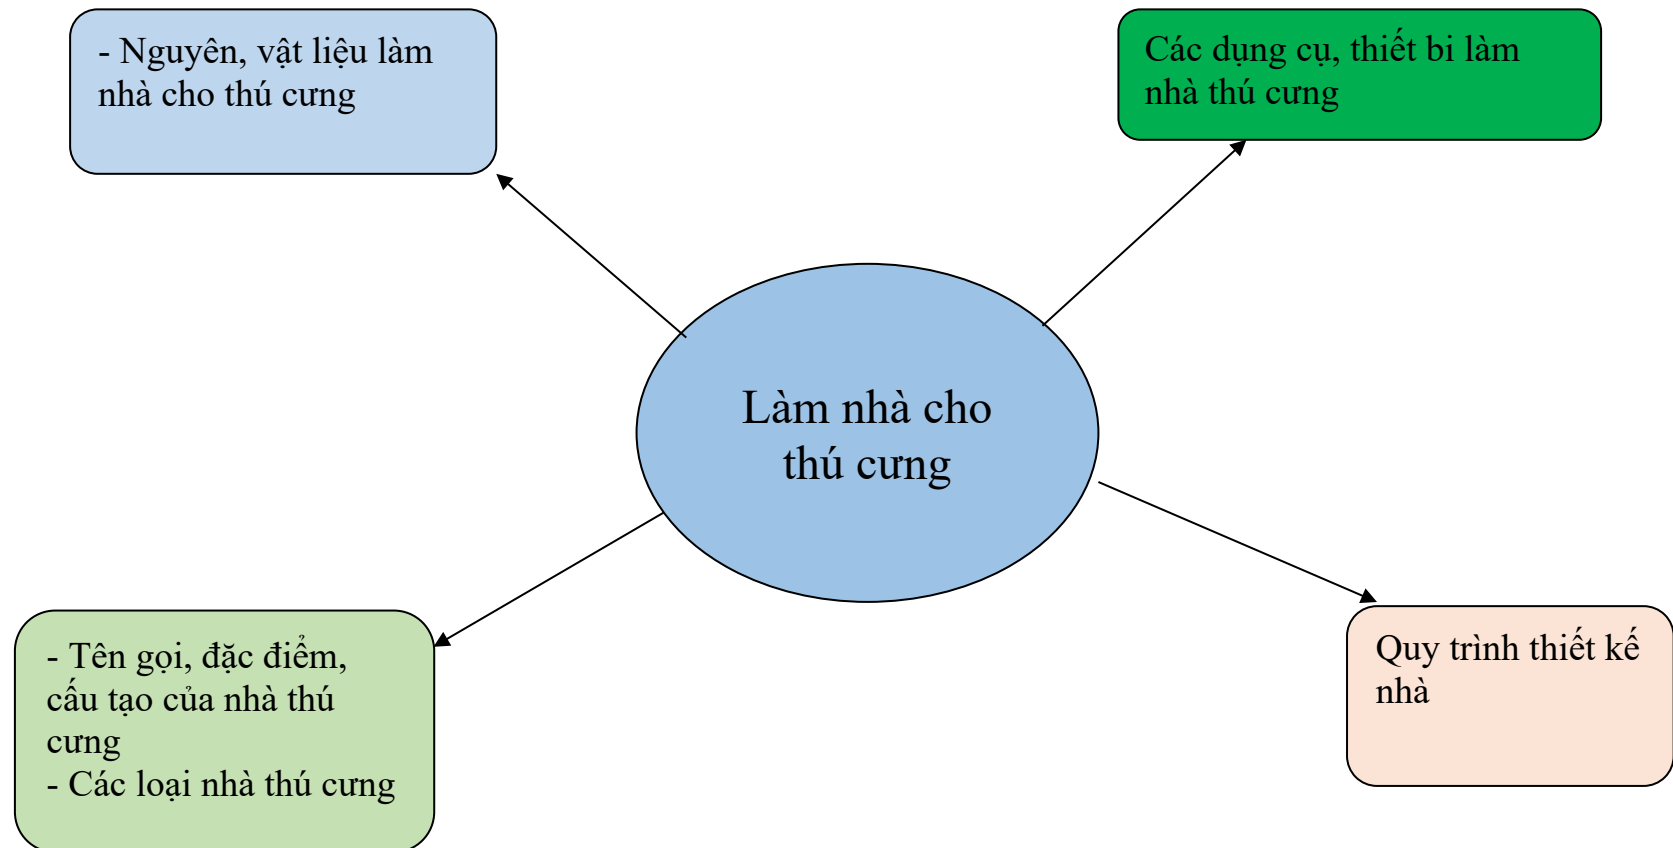 - Nguyên, vật liệu làm
nhà cho thú cưng
Các dụng cụ, thiết bi làm
nhà thú cưng
Làm nhà cho
thú cưng
- Tên gọi, đặc điểm,
cấu tạo của nhà thú
cưng
- Các loại nhà thú cưng
Quy trình thiết kế
nhà